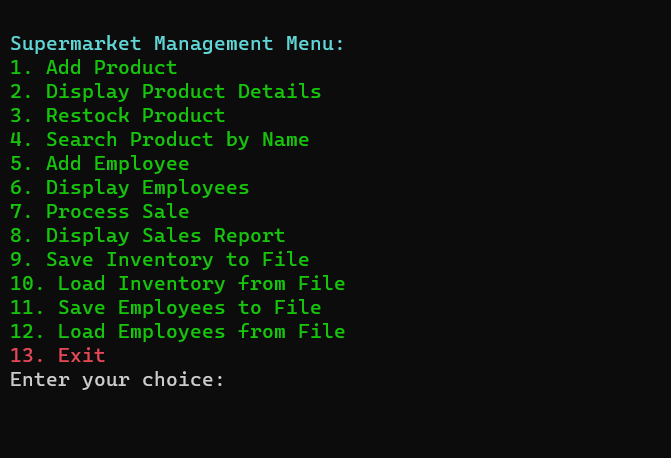 Supermarket Management Menu:
1. Add Product
2. Display Product Details
3. Restock Product
4. Search Product by Name
5. Add Employee
6. Display Employees
7. Process Sale
8. Display Sales Report
9. Save Inventory to File
10. Load Inventory from File
11. Save Employees to File
12. Load Employees from File
13. Exit
Enter your choice: